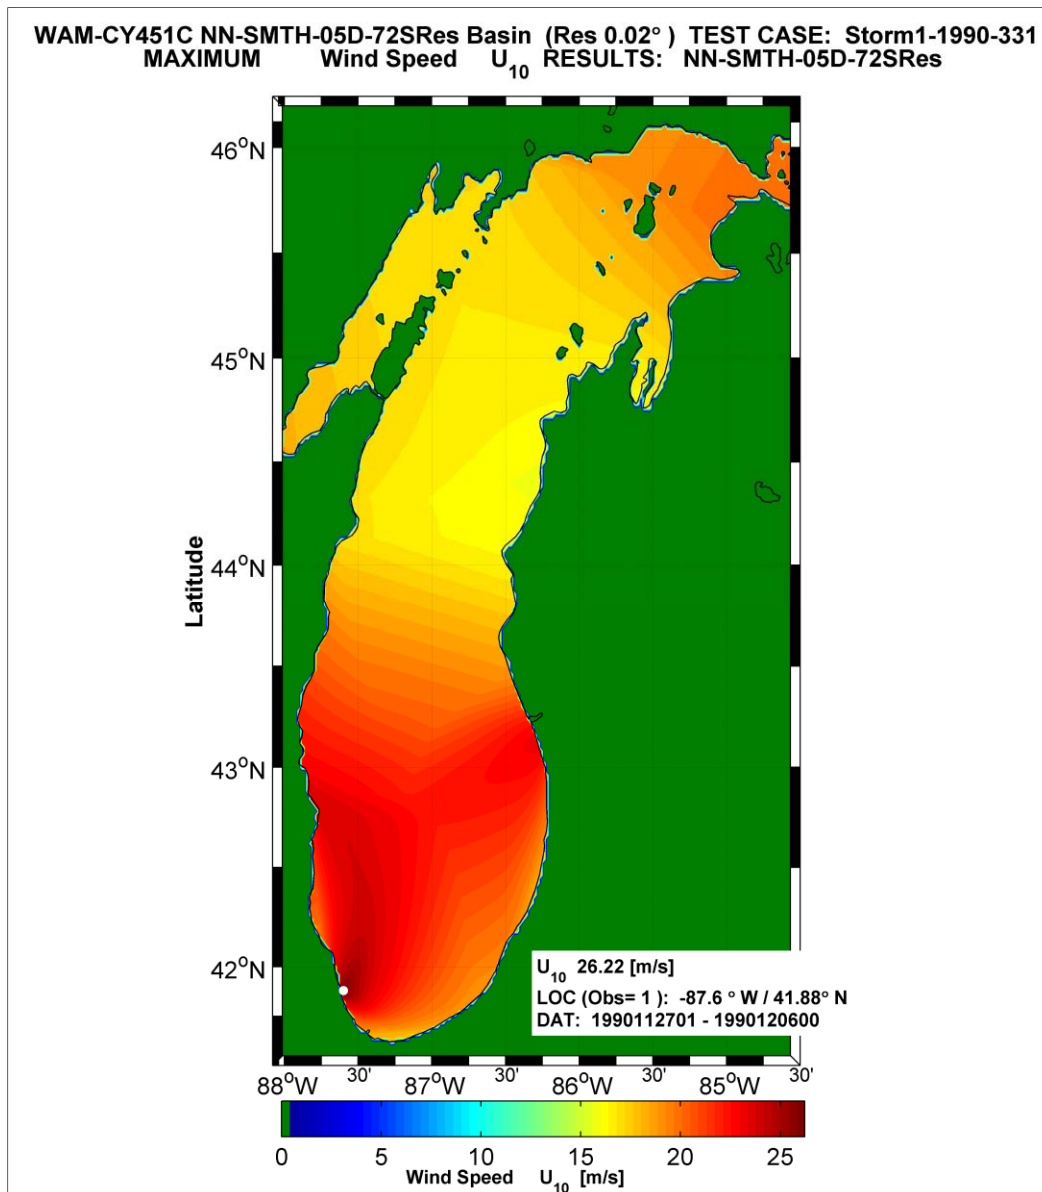 WAM-CY451C NN-SMTH-05D-72SRes Basin (Res 0.02° ) TEST CASE: Storm1-1990-331
MAXIMUM Wind Speed U10 RESULTS: NN-SMTH-05D-72SRes
46°N
45°N
44°N
43°N
42°N
Latitude
U10 26.22 [m/s]
LOC (Obs= 1 ): -87.6 ° W / 41.88° N
DAT: 1990112701 - 1990120600
88°W 30' 87°W 30' 86°W 30' 85°W 30'
0 5 10 15 20 25
Wind Speed U10 [m/s]